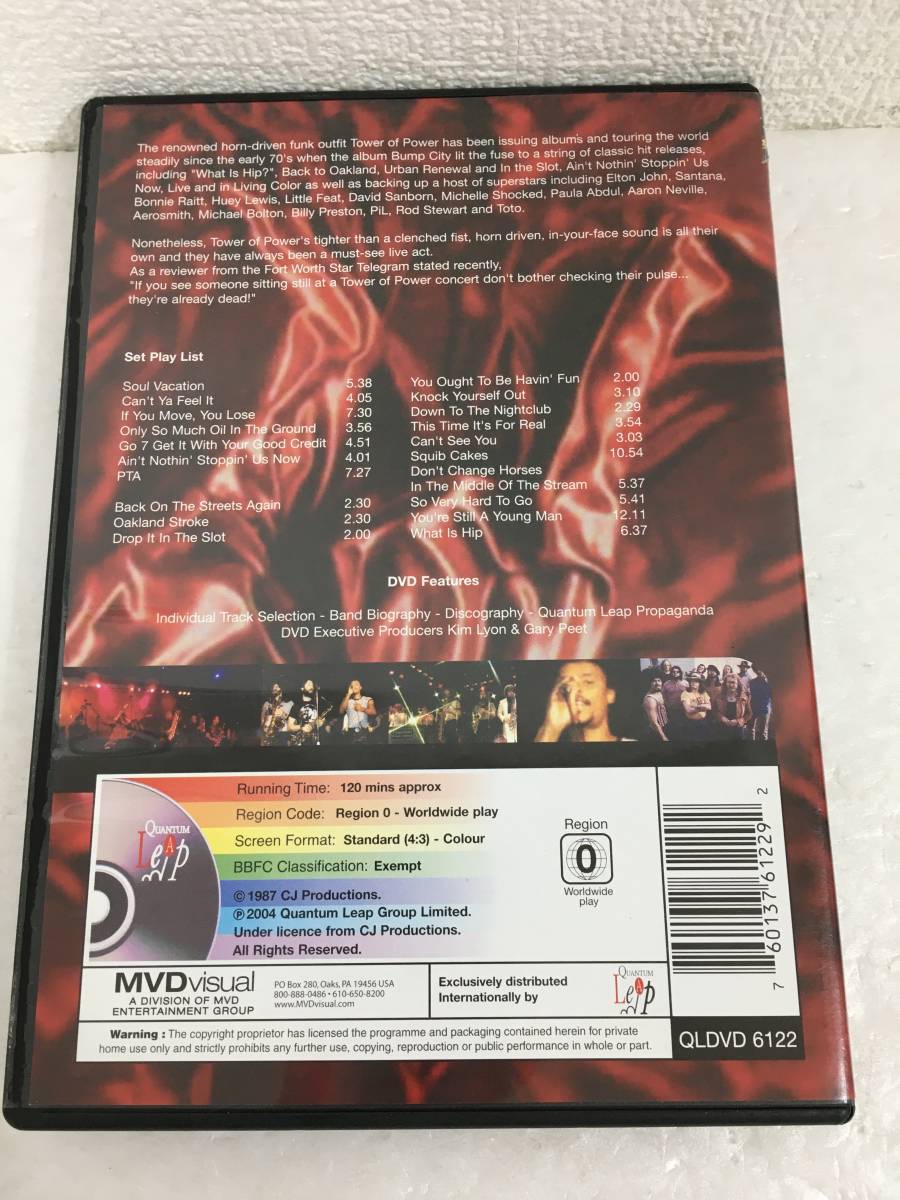 The renowned horn-driven funk outfit Tower of Power has been issuing album's and touring the world
steadily since the early 70's when the album Bump City lit the fuse to a string of classic hit releases,
including "What Is Hip?", Back to Oakland, Urban Renewal and In the Slot, Ain't Nothin' Stoppin' Us
Now, Live and in Living Color as well as backing up a host of superstars including Elton John, Santana,
Bonnie Raitt, Huey Lewis, Little Feat, David Sanborn, Michelle Shocked, Paula Abdul, Aaron Neville,
Aerosmith, Michael Bolton, Billy Preston, PiL, Rod Stewart and Toto.
Nonetheless, Tower of Power's tighter than a clenched fist, horn driven, in-your-face sound is all their
own and they have always been a must-see live act.
As a reviewer from the Fort Worth Star Telegram stated recently,
"If you see someone sitting still at a Tower of Power concert don't bother checking their pulse...
they're already dead!"
Set Play List
Soul Vacation 5.38
Can't Ya Feel It 4.05
If You Move, You Lose 7.30
Only So Much Oil In The Ground 3.56
Go 7 Get It With Your Good Credit 4.51
Ain't Nothin' Stoppin' Us Now 4.01
PTA 7.27
Back On The Streets Again 2.30
Oakland Stroke 2.30
Drop It In The Slot 2.00
You Ought To Be Havin' Fun 2.00
Knock Yourself Out 3.10
Down To The Nightclub 2.29
This Time It's For Real 3.54
Can't See You 3.03
Squib Cakes 10.54
Don't Change Horses
In The Middle Of The Stream 5.37
So Very Hard To Go 5.41
You're Still A Young Man 12.11
What Is Hip 6.37
DVD Features
Individual Track Selection - Band Biography - Discography - Quantum Leap Propaganda
DVD Executive Producers Kim Lyon & Gary Peet
QUANTUM
LeAp
Running Time: 120 mins approx
Region Code: Region 0 - Worldwide play
Screen Format: Standard (4:3) - Colour
BBFC Classification: Exempt
© 1987 CJ Productions.
℗ 2004 Quantum Leap Group Limited.
Under licence from CJ Productions.
All Rights Reserved.
Region
0
Worldwide
play
7 60137 61229 2
MVDvisual
A DIVISION OF MVD
ENTERTAINMENT GROUP
PO Box 280, Oaks, PA 19456 USA
800-888-0486 • 610-650-8200
www.MVDvisual.com
Exclusively distributed
Internationally by
QUANTUM
LeAp
Warning : The copyright proprietor has licensed the programme and packaging contained herein for private
home use only and strictly prohibits any further use, copying, reproduction or public performance in whole or part.
QLDVD 6122